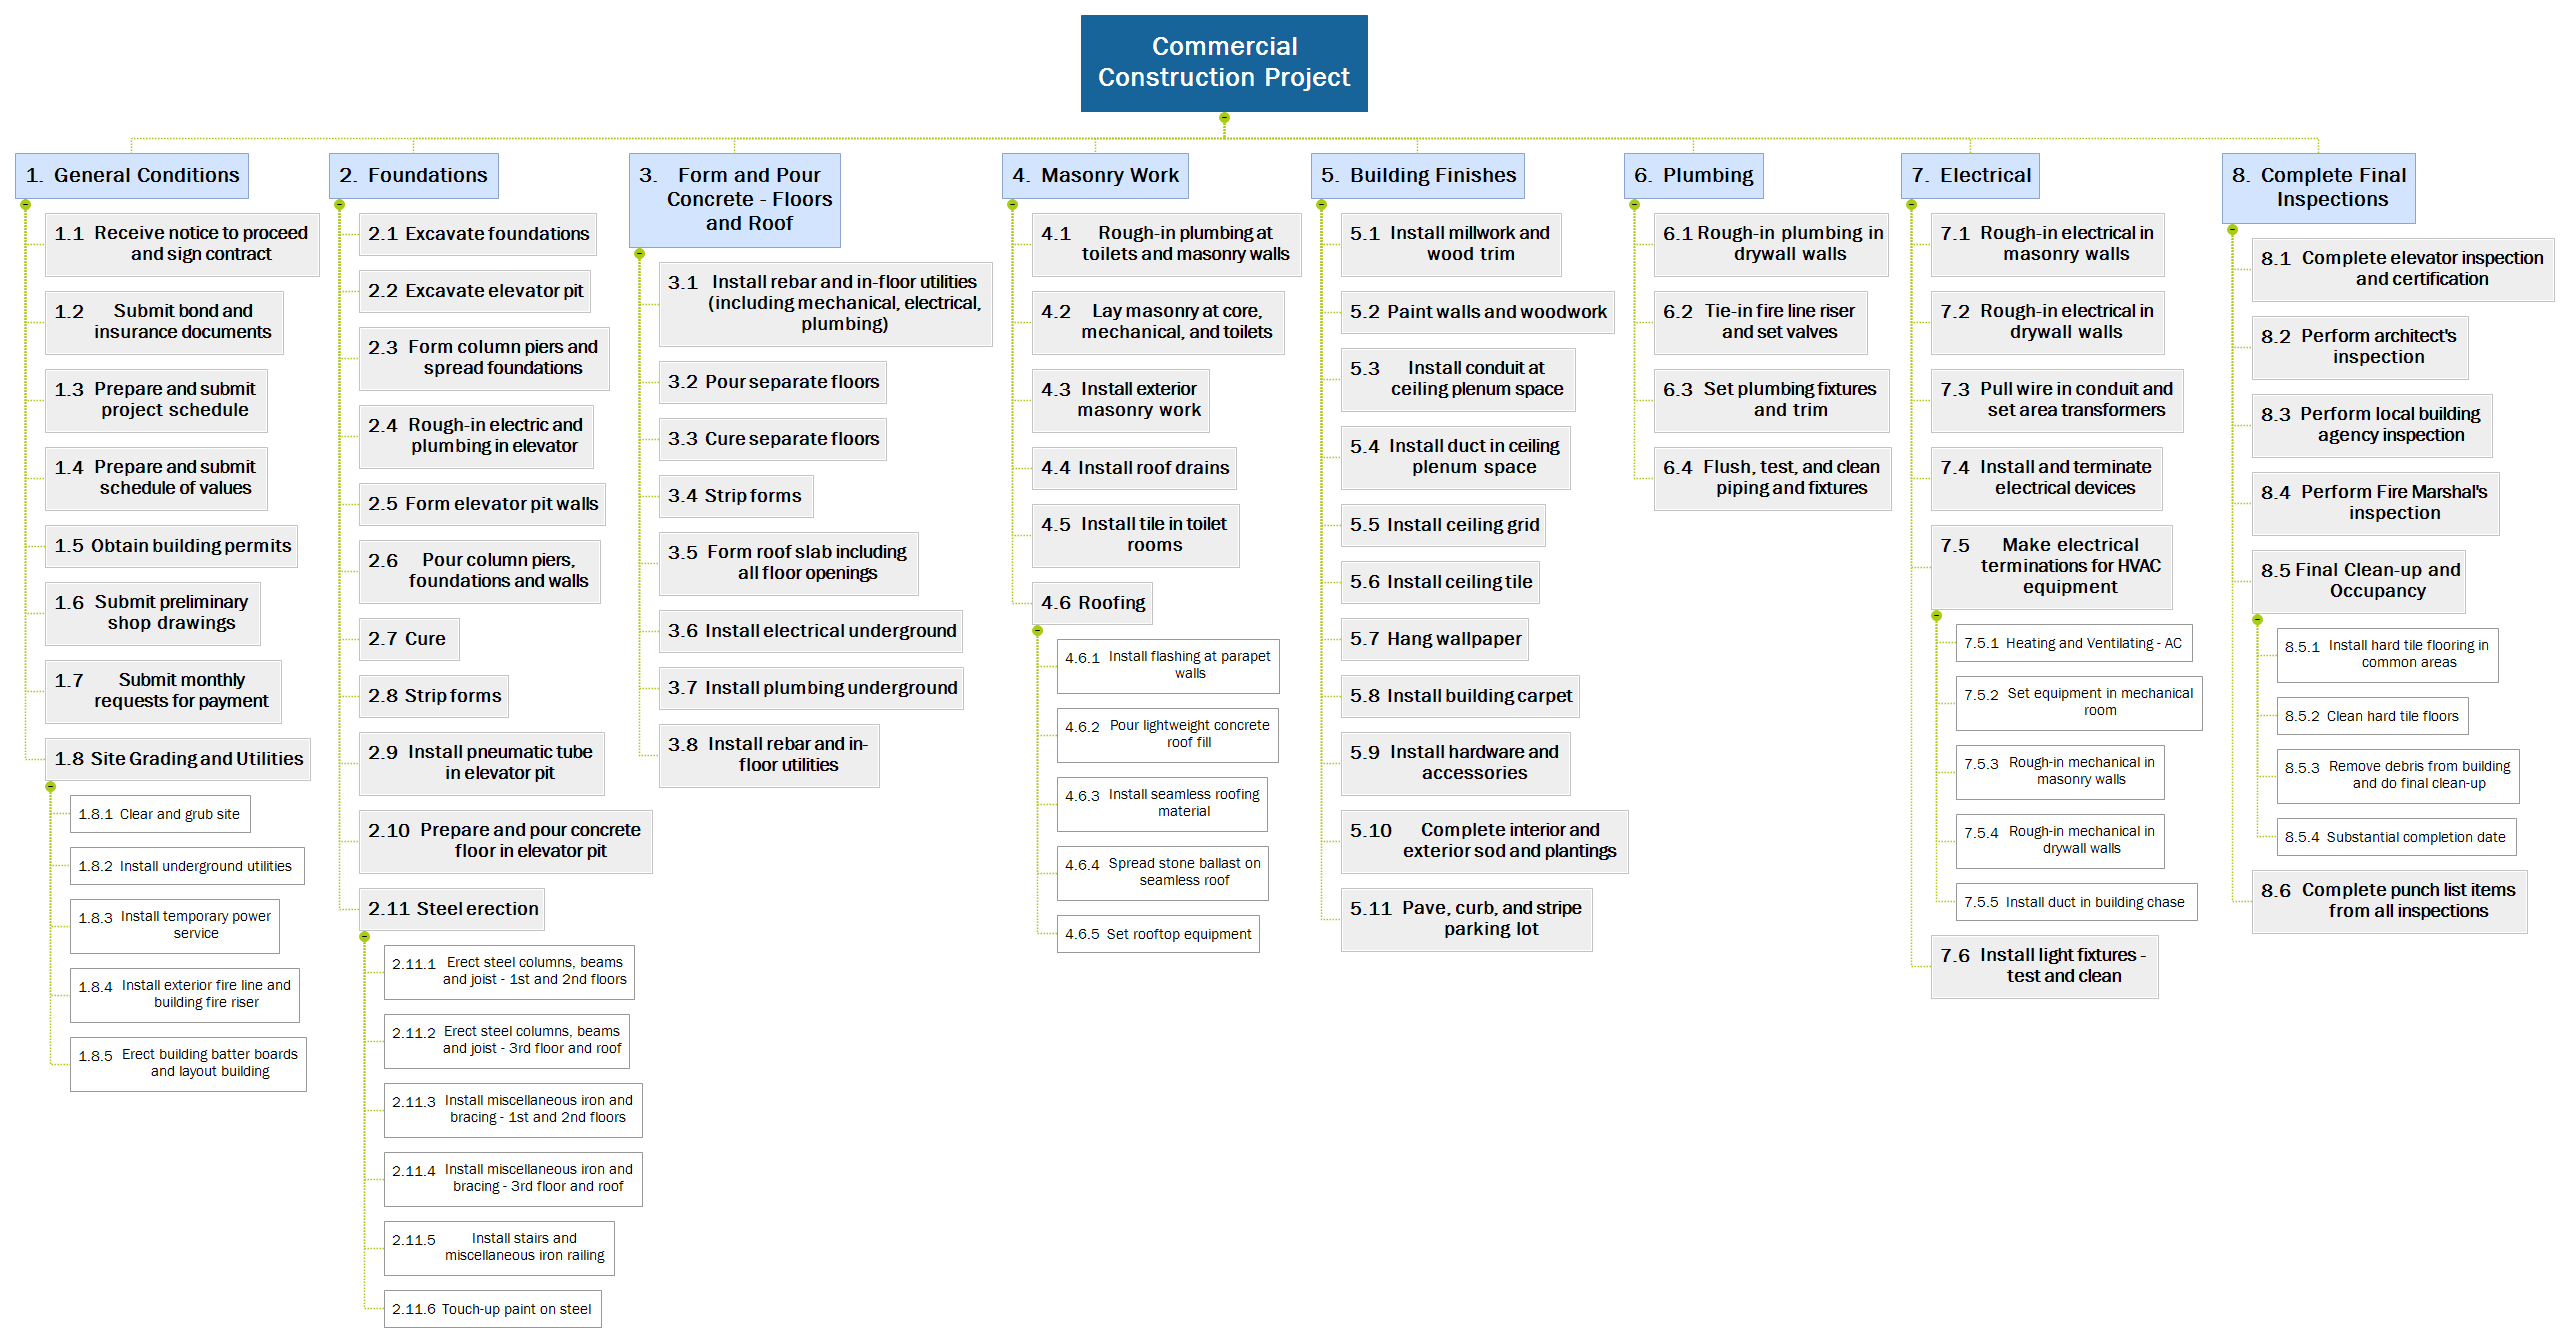 Commercial
Construction Project
1. General Conditions
1.1 Receive notice to proceed
and sign contract
1.2 Submit bond and
insurance documents
1.3 Prepare and submit
project schedule
1.4 Prepare and submit
schedule of values
1.5 Obtain building permits
1.6 Submit preliminary
shop drawings
1.7 Submit monthly
requests for payment
1.8 Site Grading and Utilities
1.8.1 Clear and grub site
1.8.2 Install underground utilities
1.8.3 Install temporary power
service
1.8.4 Install exterior fire line and
building fire riser
1.8.5 Erect building batter boards
and layout building
2. Foundations
2.1 Excavate foundations
2.2 Excavate elevator pit
2.3 Form column piers and
spread foundations
2.4 Rough-in electric and
plumbing in elevator
2.5 Form elevator pit walls
2.6 Pour column piers,
foundations and walls
2.7 Cure
2.8 Strip forms
2.9 Install pneumatic tube
in elevator pit
2.10 Prepare and pour concrete
floor in elevator pit
2.11 Steel erection
2.11.1 Erect steel columns, beams
and joist - 1st and 2nd floors
2.11.2 Erect steel columns, beams
and joist - 3rd floor and roof
2.11.3 Install miscellaneous iron and
bracing - 1st and 2nd floors
2.11.4 Install miscellaneous iron and
bracing - 3rd floor and roof
2.11.5 Install stairs and
miscellaneous iron railing
2.11.6 Touch-up paint on steel
3. Form and Pour
Concrete - Floors
and Roof
3.1 Install rebar and in-floor utilities
(including mechanical, electrical,
plumbing)
3.2 Pour separate floors
3.3 Cure separate floors
3.4 Strip forms
3.5 Form roof slab including
all floor openings
3.6 Install electrical underground
3.7 Install plumbing underground
3.8 Install rebar and in-
floor utilities
4. Masonry Work
4.1 Rough-in plumbing at
toilets and masonry walls
4.2 Lay masonry at core,
mechanical, and toilets
4.3 Install exterior
masonry work
4.4 Install roof drains
4.5 Install tile in toilet
rooms
4.6 Roofing
4.6.1 Install flashing at parapet
walls
4.6.2 Pour lightweight concrete
roof fill
4.6.3 Install seamless roofing
material
4.6.4 Spread stone ballast on
seamless roof
4.6.5 Set rooftop equipment
5. Building Finishes
5.1 Install millwork and
wood trim
5.2 Paint walls and woodwork
5.3 Install conduit at
ceiling plenum space
5.4 Install duct in ceiling
plenum space
5.5 Install ceiling grid
5.6 Install ceiling tile
5.7 Hang wallpaper
5.8 Install building carpet
5.9 Install hardware and
accessories
5.10 Complete interior and
exterior sod and plantings
5.11 Pave, curb, and stripe
parking lot
6. Plumbing
6.1 Rough-in plumbing in
drywall walls
6.2 Tie-in fire line riser
and set valves
6.3 Set plumbing fixtures
and trim
6.4 Flush, test, and clean
piping and fixtures
7. Electrical
7.1 Rough-in electrical in
masonry walls
7.2 Rough-in electrical in
drywall walls
7.3 Pull wire in conduit and
set area transformers
7.4 Install and terminate
electrical devices
7.5 Make electrical
terminations for HVAC
equipment
7.5.1 Heating and Ventilating - AC
7.5.2 Set equipment in mechanical
room
7.5.3 Rough-in mechanical in
masonry walls
7.5.4 Rough-in mechanical in
drywall walls
7.5.5 Install duct in building chase
7.6 Install light fixtures -
test and clean
8. Complete Final
Inspections
8.1 Complete elevator inspection
and certification
8.2 Perform architect's
inspection
8.3 Perform local building
agency inspection
8.4 Perform Fire Marshal's
inspection
8.5 Final Clean-up and
Occupancy
8.5.1 Install hard tile flooring in
common areas
8.5.2 Clean hard tile floors
8.5.3 Remove debris from building
and do final clean-up
8.5.4 Substantial completion date
8.6 Complete punch list items
from all inspections